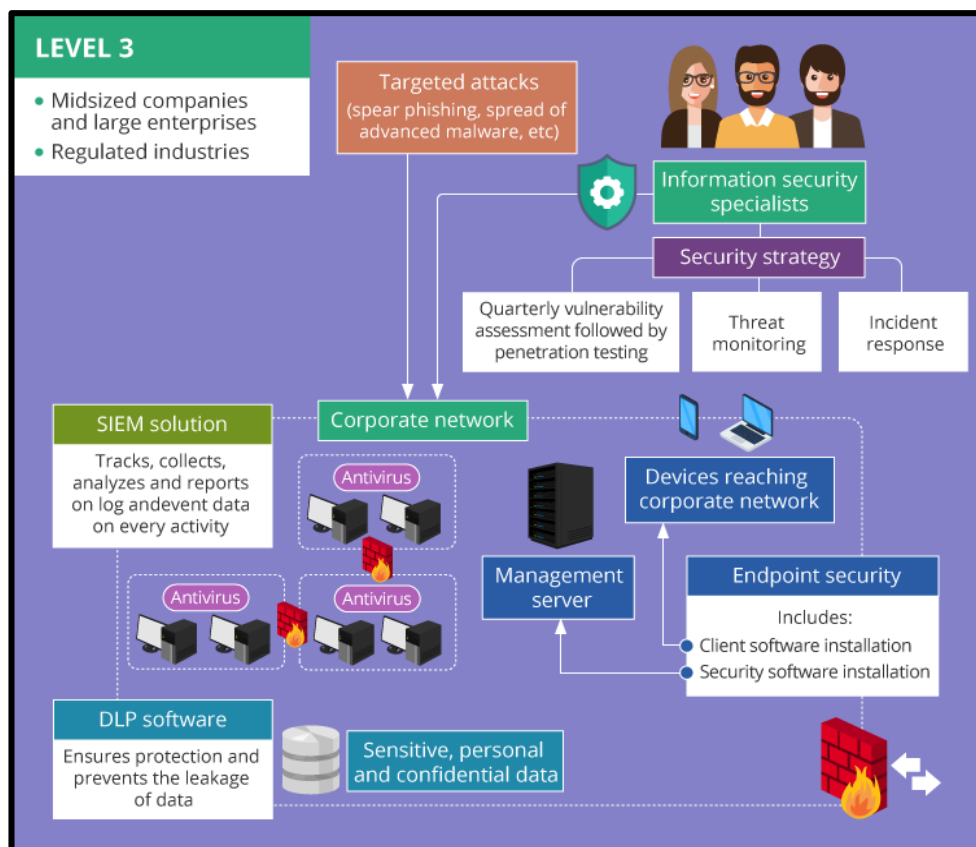 LEVEL 3
• Midsized companies
and large enterprises
• Regulated industries
Targeted attacks
(spear phishing, spread of
advanced malware, etc)
Information security
specialists
Security strategy
Quarterly vulnerability
assessment followed by
penetration testing
Threat
monitoring
Incident
response
Corporate network
SIEM solution
Tracks, collects,
analyzes and reports
on log andevent data
on every activity
Antivirus
Antivirus
Antivirus
Devices reaching
corporate network
Management
server
Endpoint security
Includes:
Client software installation
Security software installation
DLP software
Ensures protection and
prevents the leakage
of data
Sensitive, personal
and confidential data